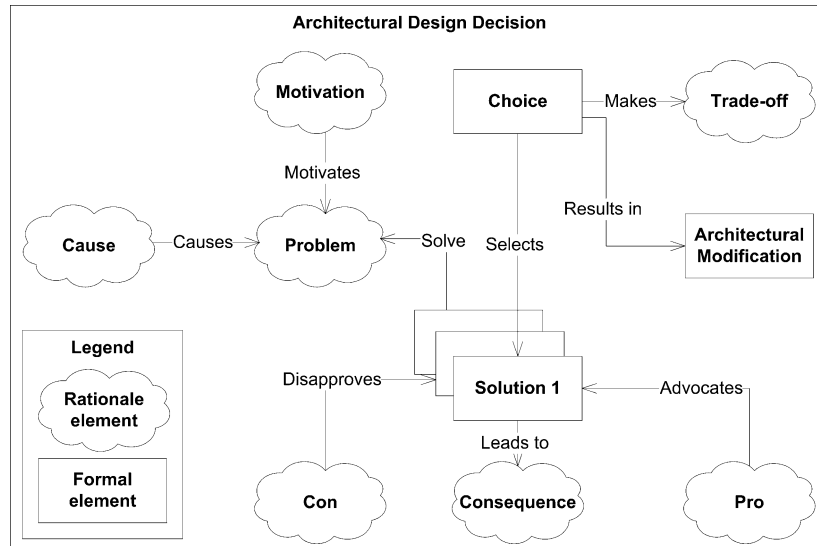 Architectural Design Decision
Motivation
Choice
Makes
Trade-off
Motivates
Results in
Cause
Causes
Problem
Solve
Selects
Architectural
Modification
Legend
Rationale
element
Formal
element
Disapproves
Solution 1
Advocates
Leads to
Con
Consequence
Pro